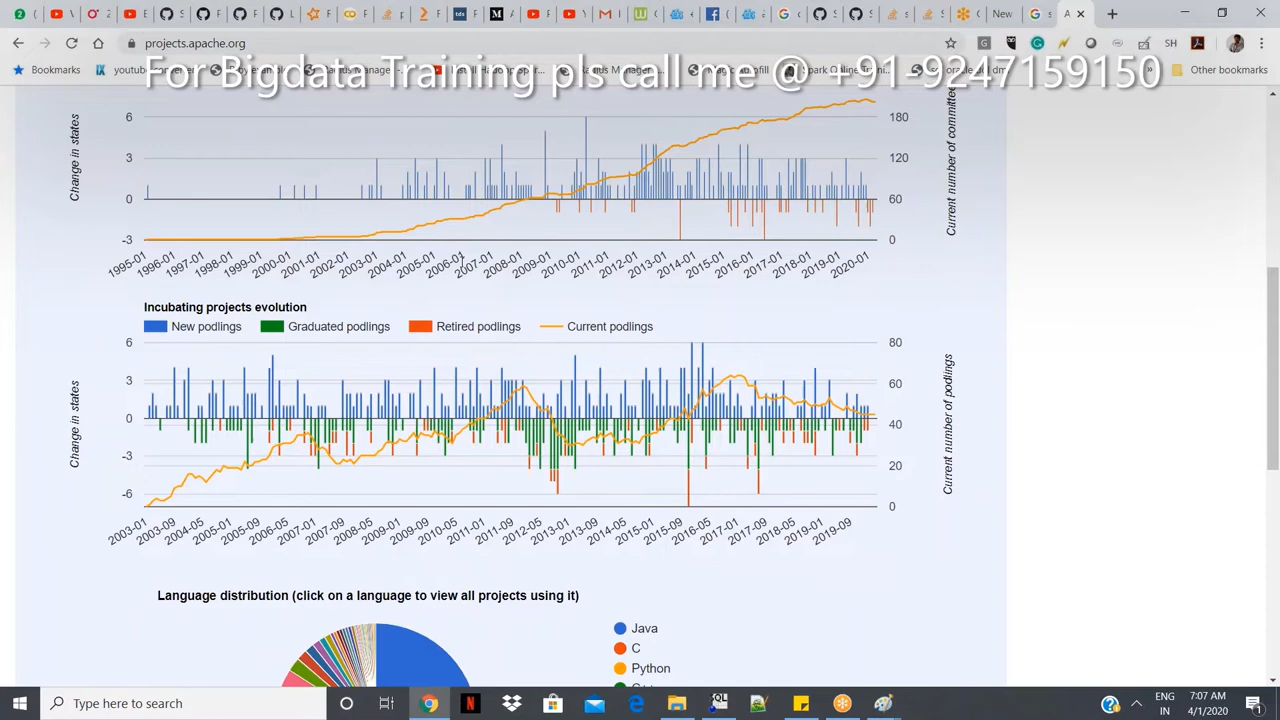 New
projects.apache.org
SH
Bookmarks
Other bookmarks
For Bigdata Training pls call me @ +91-9247159150
Change in states
6
3
0
-3
180
120
60
0
1995-01 1996-01 1997-01 1998-01 1999-01 2000-01 2001-01 2002-01 2003-01 2004-01 2005-01 2006-01 2007-01 2008-01 2009-01 2010-01 2011-01 2012-01 2013-01 2014-01 2015-01 2016-01 2017-01 2018-01 2019-01 2020-01
Incubating projects evolution
New podlings Graduated podlings Retired podlings Current podlings
Change in states
6
3
0
-3
-6
80
60
40
20
0
Current number of podlings
2003-01 2003-09 2004-05 2005-01 2005-09 2006-05 2007-01 2007-09 2008-05 2009-01 2009-09 2010-05 2011-01 2011-09 2012-05 2013-01 2013-09 2014-05 2015-01 2015-09 2016-05 2017-01 2017-09 2018-05 2019-01 2019-09
Language distribution (click on a language to view all projects using it)
Java
C
Python
Type here to search
ENG
IN
7:07 AM
4/1/2020